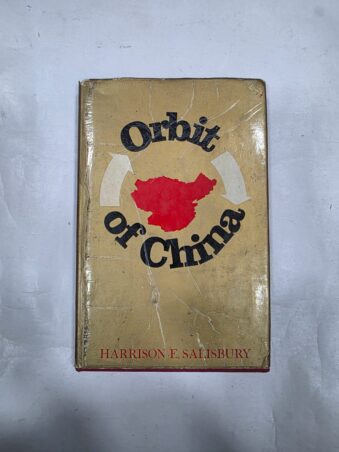 Orbit
of China
HARRISON E. SALISBURY